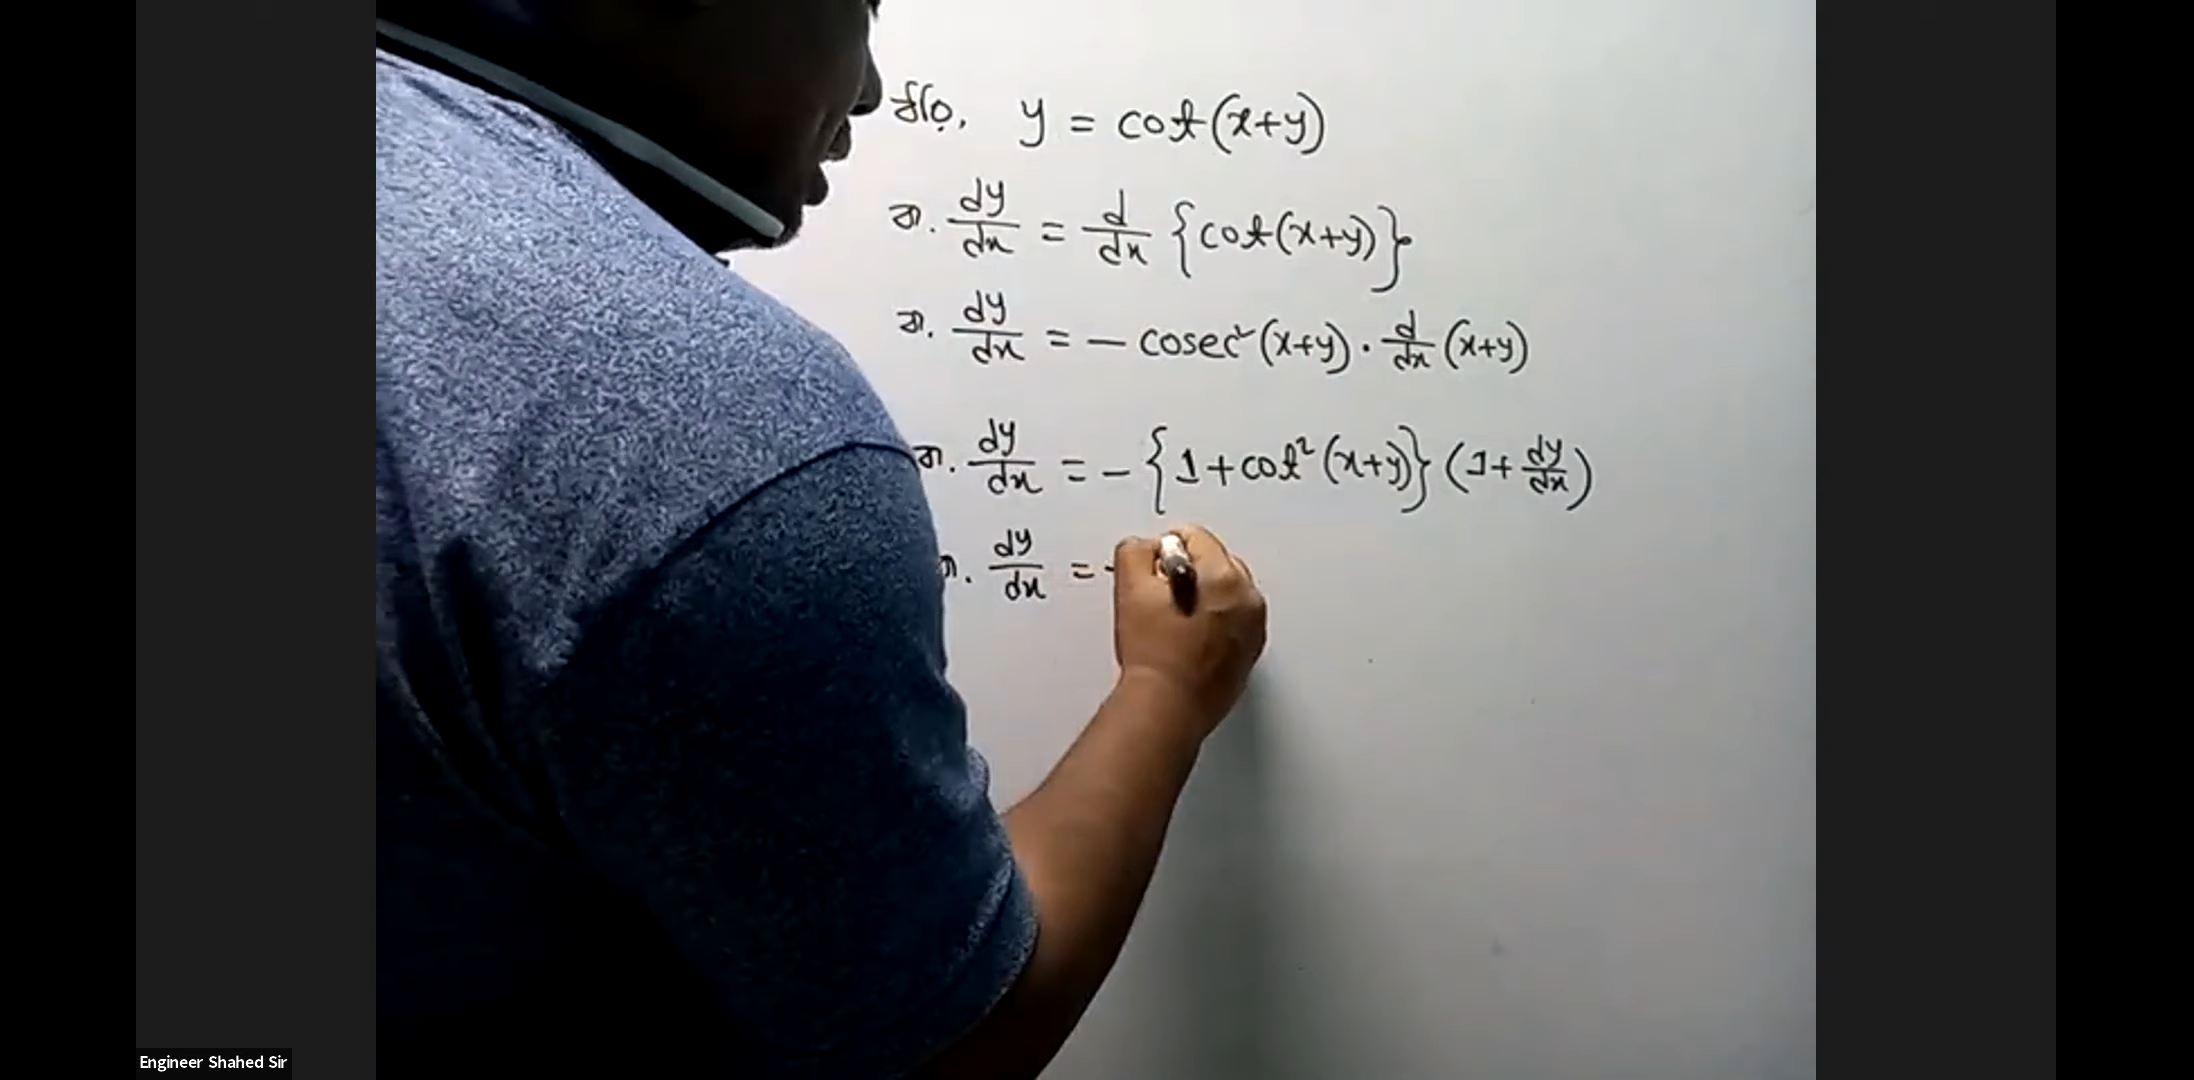 ধরি, y = cot(x+y)
বা. dy/dx = d/dx {cot(x+y)}
বা. dy/dx = - cosec²(x+y) · d/dx (x+y)
বা. dy/dx = - {1+cot²(x+y)} (1+ dy/dx)
বা. dy/dx = -
Engineer Shahed Sir